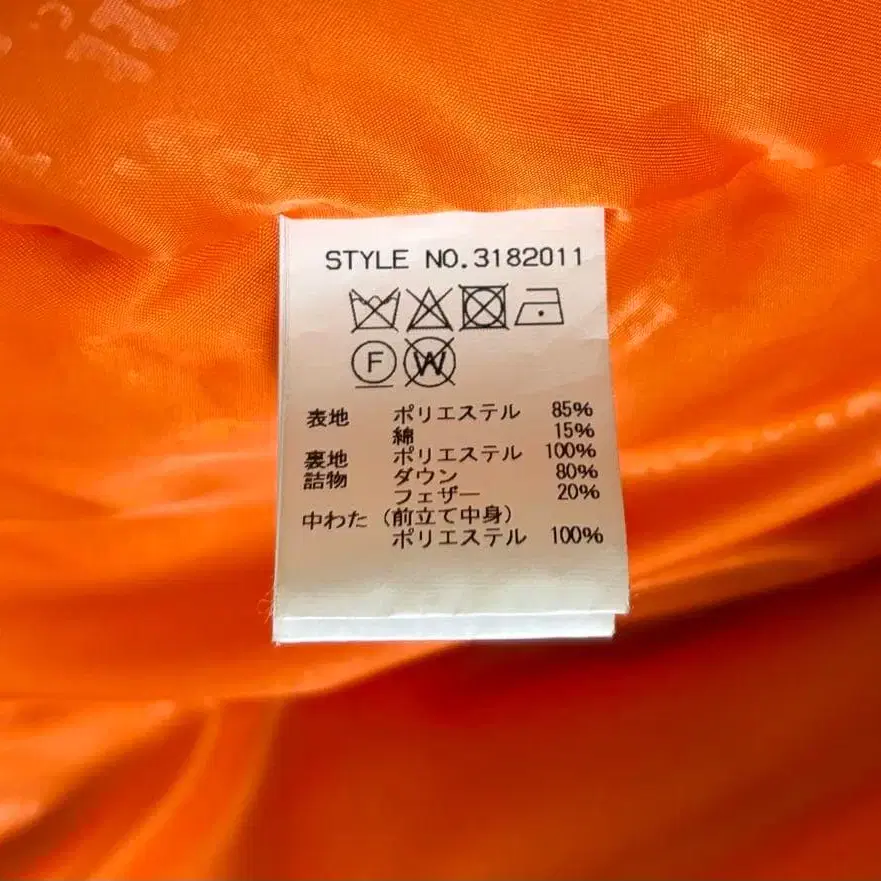 STYLE NO.3182011
F W
表地 ポリエステル 85%
綿 15%
裏地 ポリエステル 100%
詰物 ダウン 80%
フェザー 20%
中わた (前立て中身)
ポリエステル 100%